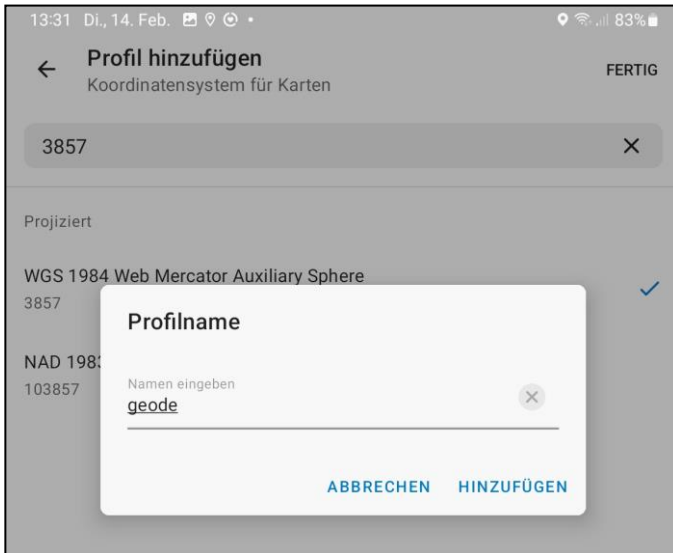 13:31 Di., 14. Feb. 83%
Profil hinzufügen
Koordinatensystem für Karten
FERTIG
3857
Projiziert
WGS 1984 Web Mercator Auxiliary Sphere
3857
Profilname
NAD 1983
103857
Namen eingeben
geode
ABBRECHEN HINZUFÜGEN